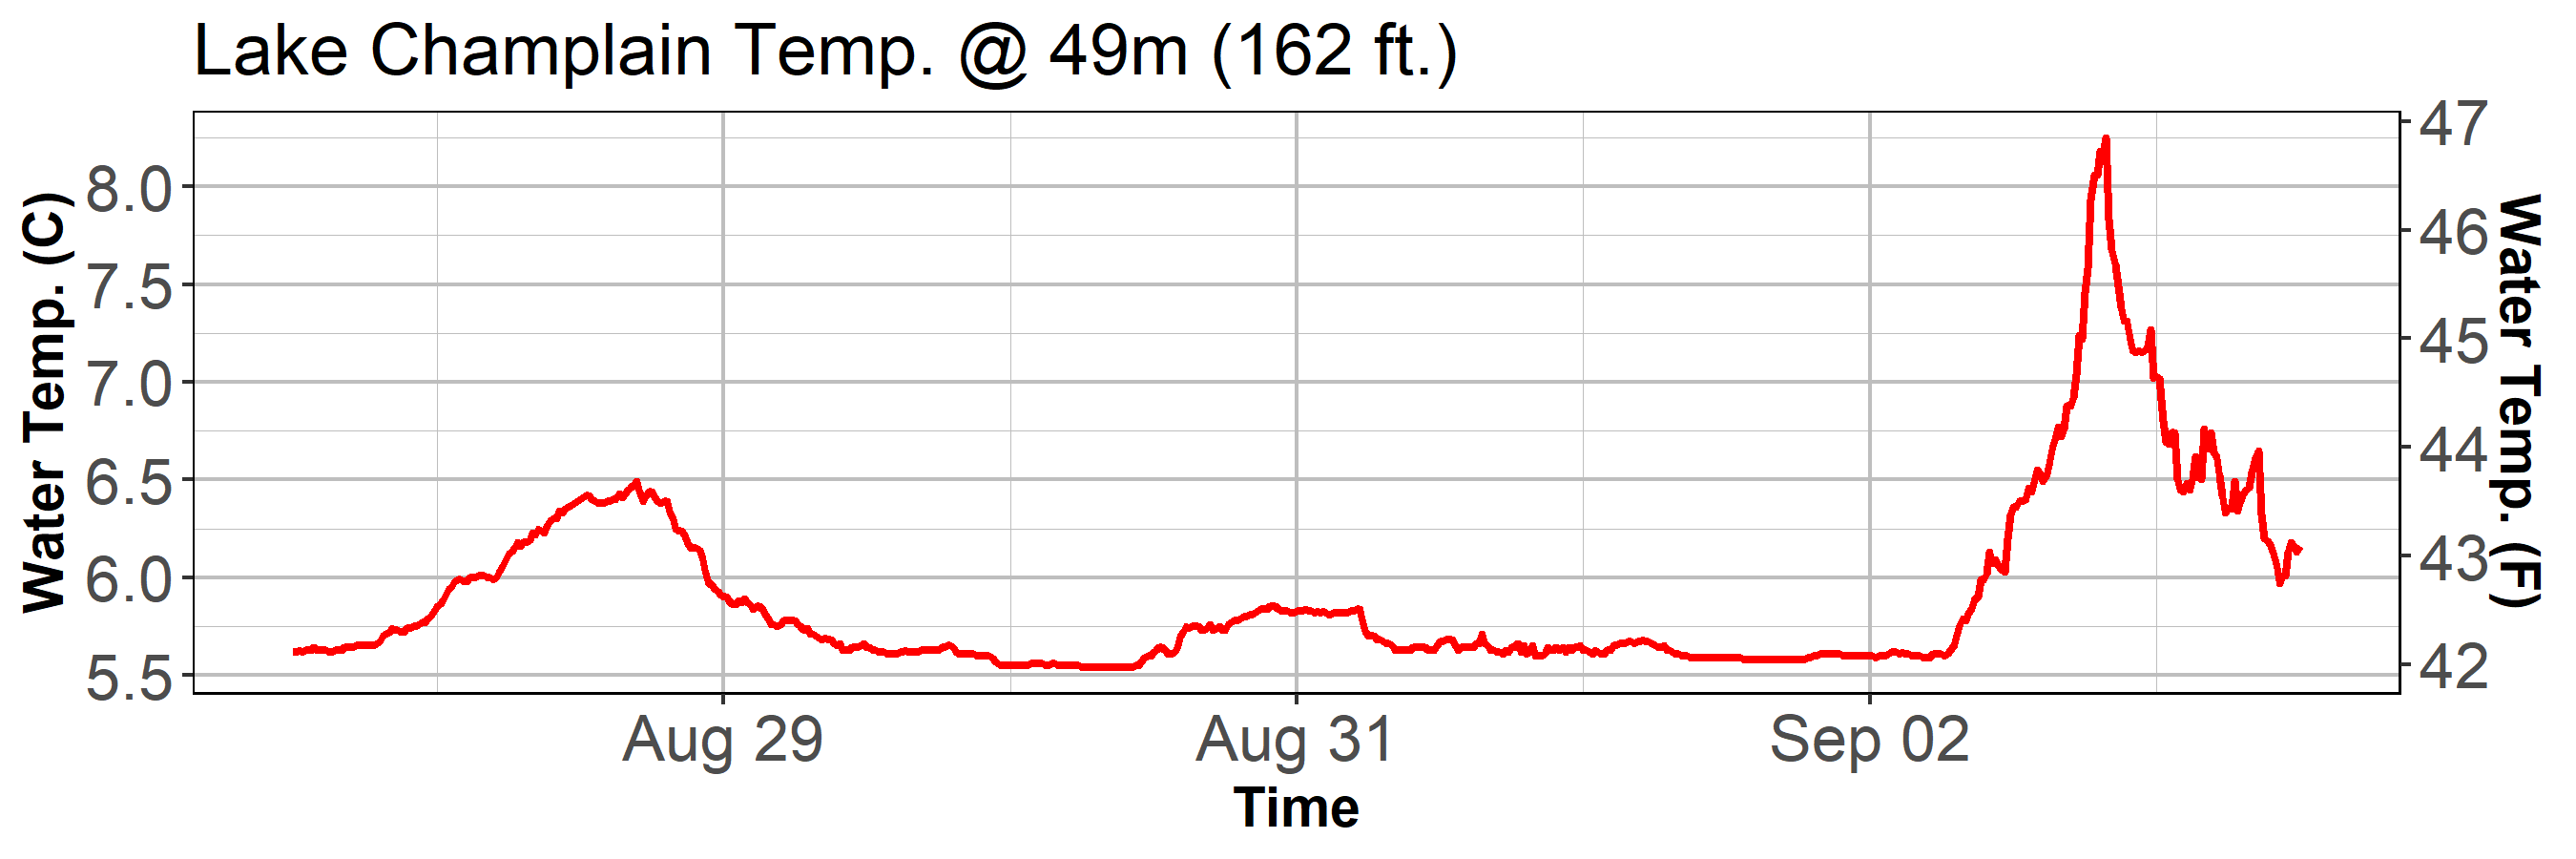 Lake Champlain Temp. @ 49m (162 ft.)
Water Temp. (C)
8.0
7.5
7.0
6.5
6.0
5.5
47
46
45
44
43
42
Water Temp. (F)
Aug 29
Aug 31
Sep 02
Time